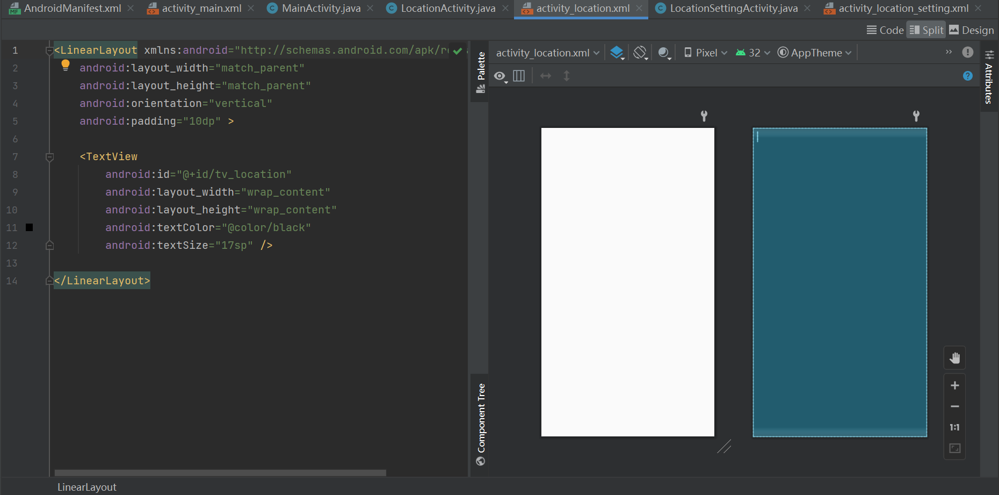 AndroidManifest.xml activity_main.xml MainActivity.java LocationActivity.java activity_location.xml LocationSettingActivity.java activity_location_setting.xml
Code Split Design
1 <LinearLayout xmlns:android="http://schemas.android.com/apk/re
2 android:layout_width="match_parent"
3 android:layout_height="match_parent"
4 android:orientation="vertical"
5 android:padding="10dp" >
6
7 <TextView
8 android:id="@+id/tv_location"
9 android:layout_width="wrap_content"
10 android:layout_height="wrap_content"
11 android:textColor="@color/black"
12 android:textSize="17sp" />
13
14 </LinearLayout>
Palette
Component Tree
activity_location.xml Pixel 32 AppTheme
Attributes
1:1
LinearLayout